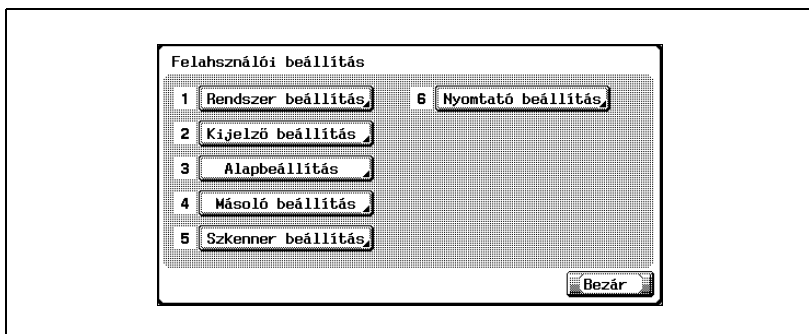 Felahsználói beállítás
1 Rendszer beállítás
6 Nyomtató beállítás
2 Kijelző beállítás
3 Alapbeállítás
4 Másoló beállítás
5 Szkenner beállítás
Bezár